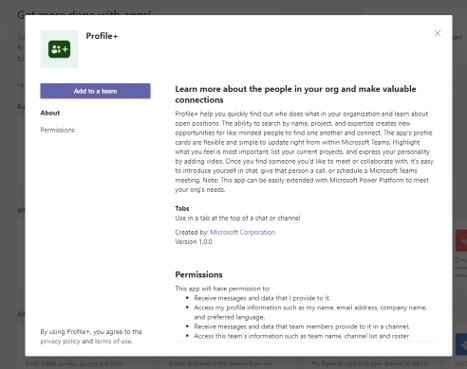 Get more done with apps!
Profile+
Add to a team
About
Permissions
Learn more about the people in your org and make valuable
connections
Profile+ help you quickly find out who does what in your organization and learn about
open positions. The ability to search by name, project, and expertise creates new
opportunities for like-minded people to find one another and connect. The app's profile
cards are flexible and simple to update right from within Microsoft Teams. Highlight
what you feel is most important, list your current projects, and express your personality
by adding video. Once you find someone you'd like to meet or collaborate with, it's easy
to introduce yourself in chat, give that person a call, or schedule a Microsoft Teams
meeting. Note: This app can be easily extended with Microsoft Power Platform to meet
your org's needs.
Tabs
Use in a tab at the top of a chat or channel
Created by: Microsoft Corporation
Version 1.0.0
Permissions
This app will have permission to:
Receive messages and data that I provide to it.
Access my profile information such as my name, email address, company name,
and preferred language.
Receive messages and data that team members provide to it in a channel.
Access this team's information such as team name, channel list and roster
By using Profile+, you agree to the
privacy policy and terms of use.